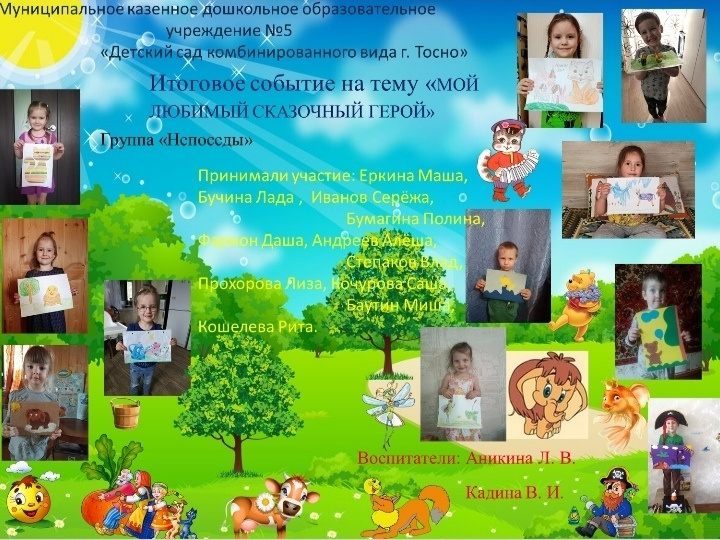 Муниципальное казенное дошкольное образовательное
учреждение №5
«Детский сад комбинированного вида г. Тосно»
Итоговое событие на тему «МОЙ
ЛЮБИМЫЙ СКАЗОЧНЫЙ ГЕРОЙ»
Группа «Непоседы»
Принимали участие: Еркина Маша,
Бучина Лада , Иванов Серёжа,
Бумагина Полина,
Даша, Андреев Алёша,
Степаков Влад,
Прохорова Лиза, Кочурова Саша,
Баутин Миша,
Кошелева Рита.
Воспитатели: Аникина Л. В.
Кадина В. И.